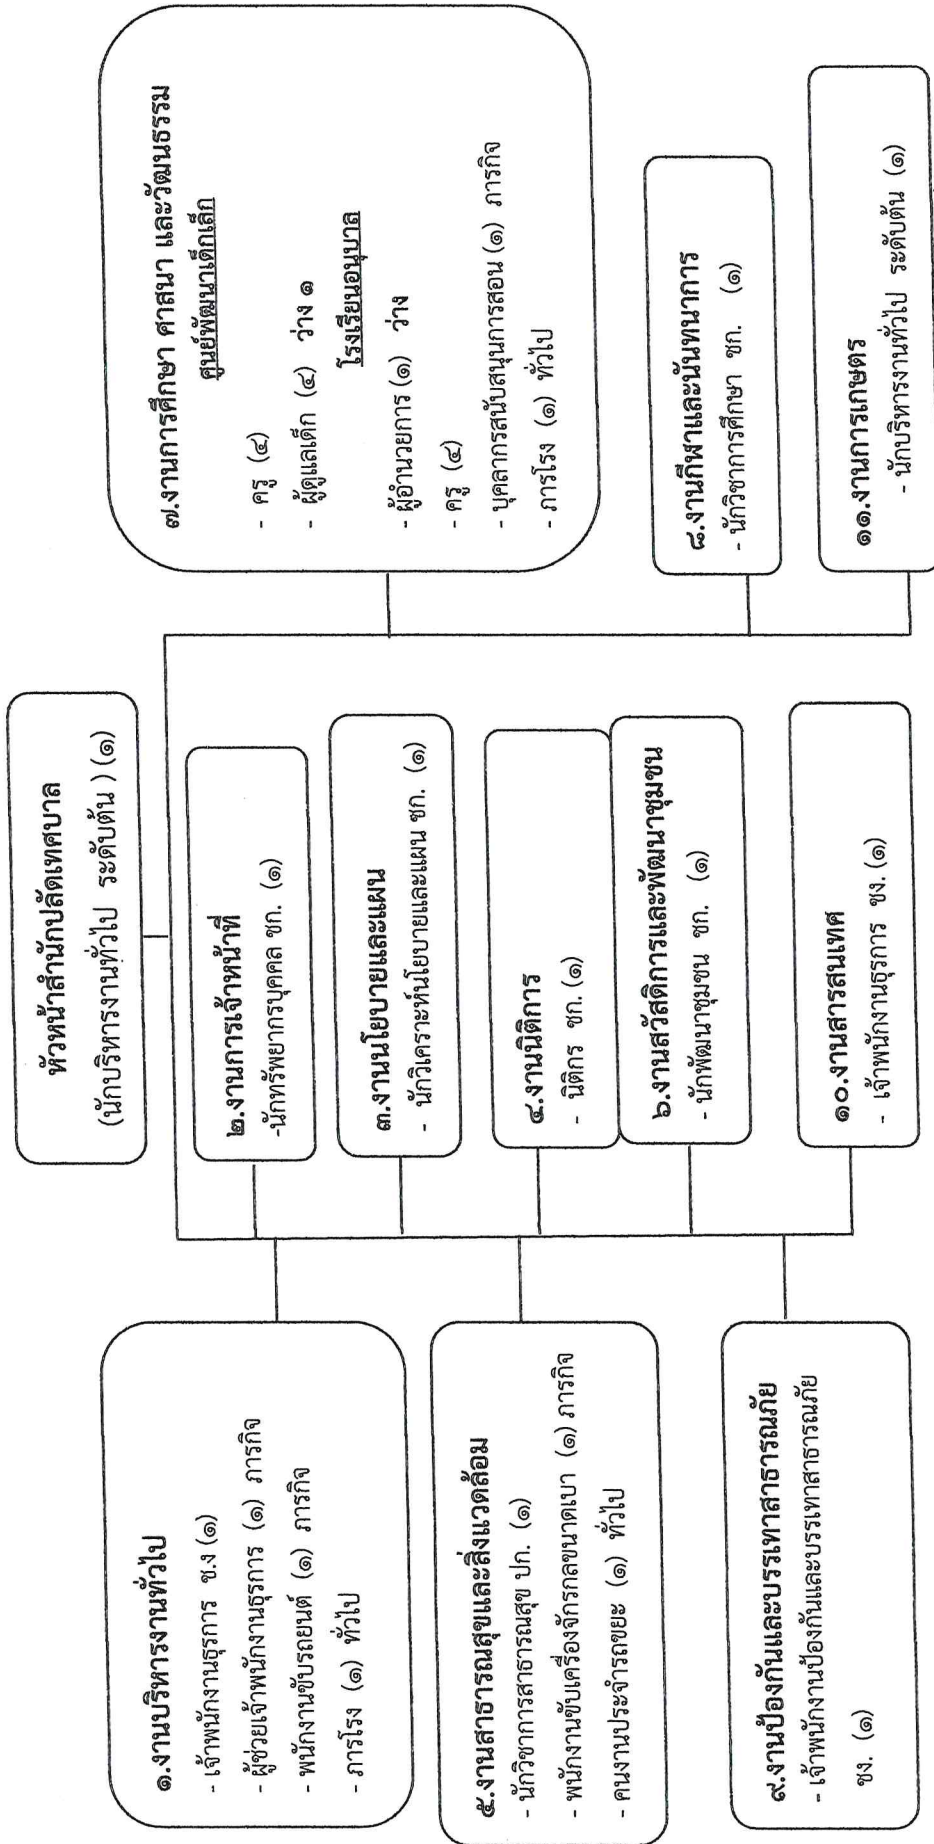 หัวหน้าสำนักปลัดเทศบาล
(นักบริหารงานทั่วไป ระดับต้น ) (๑)
๑.งานบริหารงานทั่วไป
- เจ้าพนักงานธุรการ ช.ง (๑)
- ผู้ช่วยเจ้าพนักงานธุรการ (๑) ภารกิจ
- พนักงานขับรถยนต์ (๑) ภารกิจ
- ภารโรง (๑) ทั่วไป
๒.งานการเจ้าหน้าที่
-นักทรัพยากรบุคคล ชก. (๑)
๓.งานนโยบายและแผน
- นักวิเคราะห์นโยบายและแผน ชก. (๑)
๔.งานนิติการ
- นิติกร ชก. (๑)
๕.งานสาธารณสุขและสิ่งแวดล้อม
- นักวิชาการสาธารณสุข ปก. (๑)
- พนักงานขับเครื่องจักรกลขนาดเบา (๑) ภารกิจ
- คนงานประจำรถขยะ (๑) ทั่วไป
๖.งานสวัสดิการและพัฒนาชุมชน
- นักพัฒนาชุมชน ชก. (๑)
๗.งานการศึกษา ศาสนา และวัฒนธรรม
ศูนย์พัฒนาเด็กเล็ก
- ครู (๔)
- ผู้ดูแลเด็ก (๔) ว่าง ๑
โรงเรียนอนุบาล
- ผู้อำนวยการ (๑) ว่าง
- ครู (๔)
- บุคลากรสนับสนุนการสอน (๑) ภารกิจ
- ภารโรง (๑) ทั่วไป
๘.งานกีฬาและนันทนาการ
- นักวิชาการศึกษา ชก. (๑)
๙.งานป้องกันและบรรเทาสาธารณภัย
- เจ้าพนักงานป้องกันและบรรเทาสาธารณภัย
ชง. (๑)
๑๐.งานสารสนเทศ
- เจ้าพนักงานธุรการ ชง. (๑)
๑๑.งานการเกษตร
- นักบริหารงานทั่วไป ระดับต้น (๑)